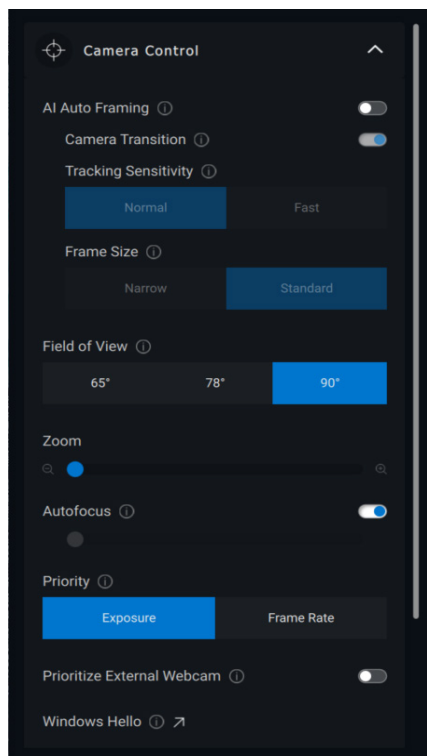 Camera Control
AI Auto Framing
Camera Transition
Tracking Sensitivity
Normal Fast
Frame Size
Narrow Standard
Field of View
65° 78° 90°
Zoom
Autofocus
Priority
Exposure Frame Rate
Prioritize External Webcam
Windows Hello